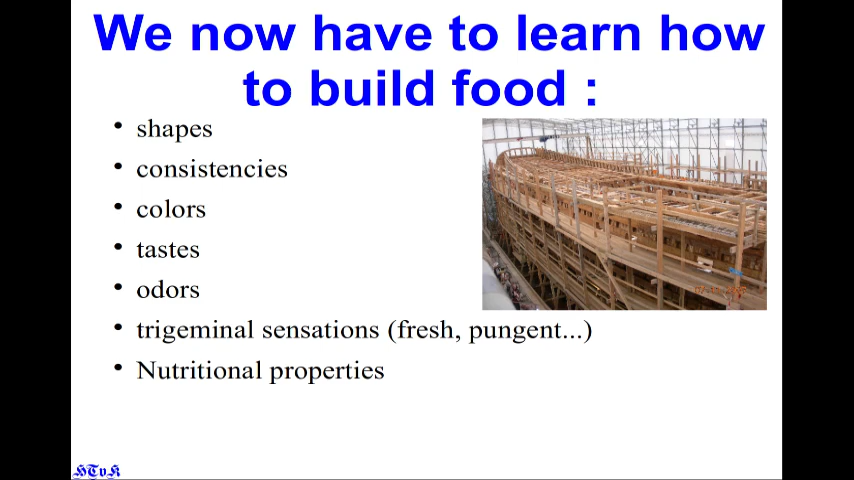 We now have to learn how
to build food :
• shapes
• consistencies
• colors
• tastes
• odors
• trigeminal sensations (fresh, pungent...)
• Nutritional properties